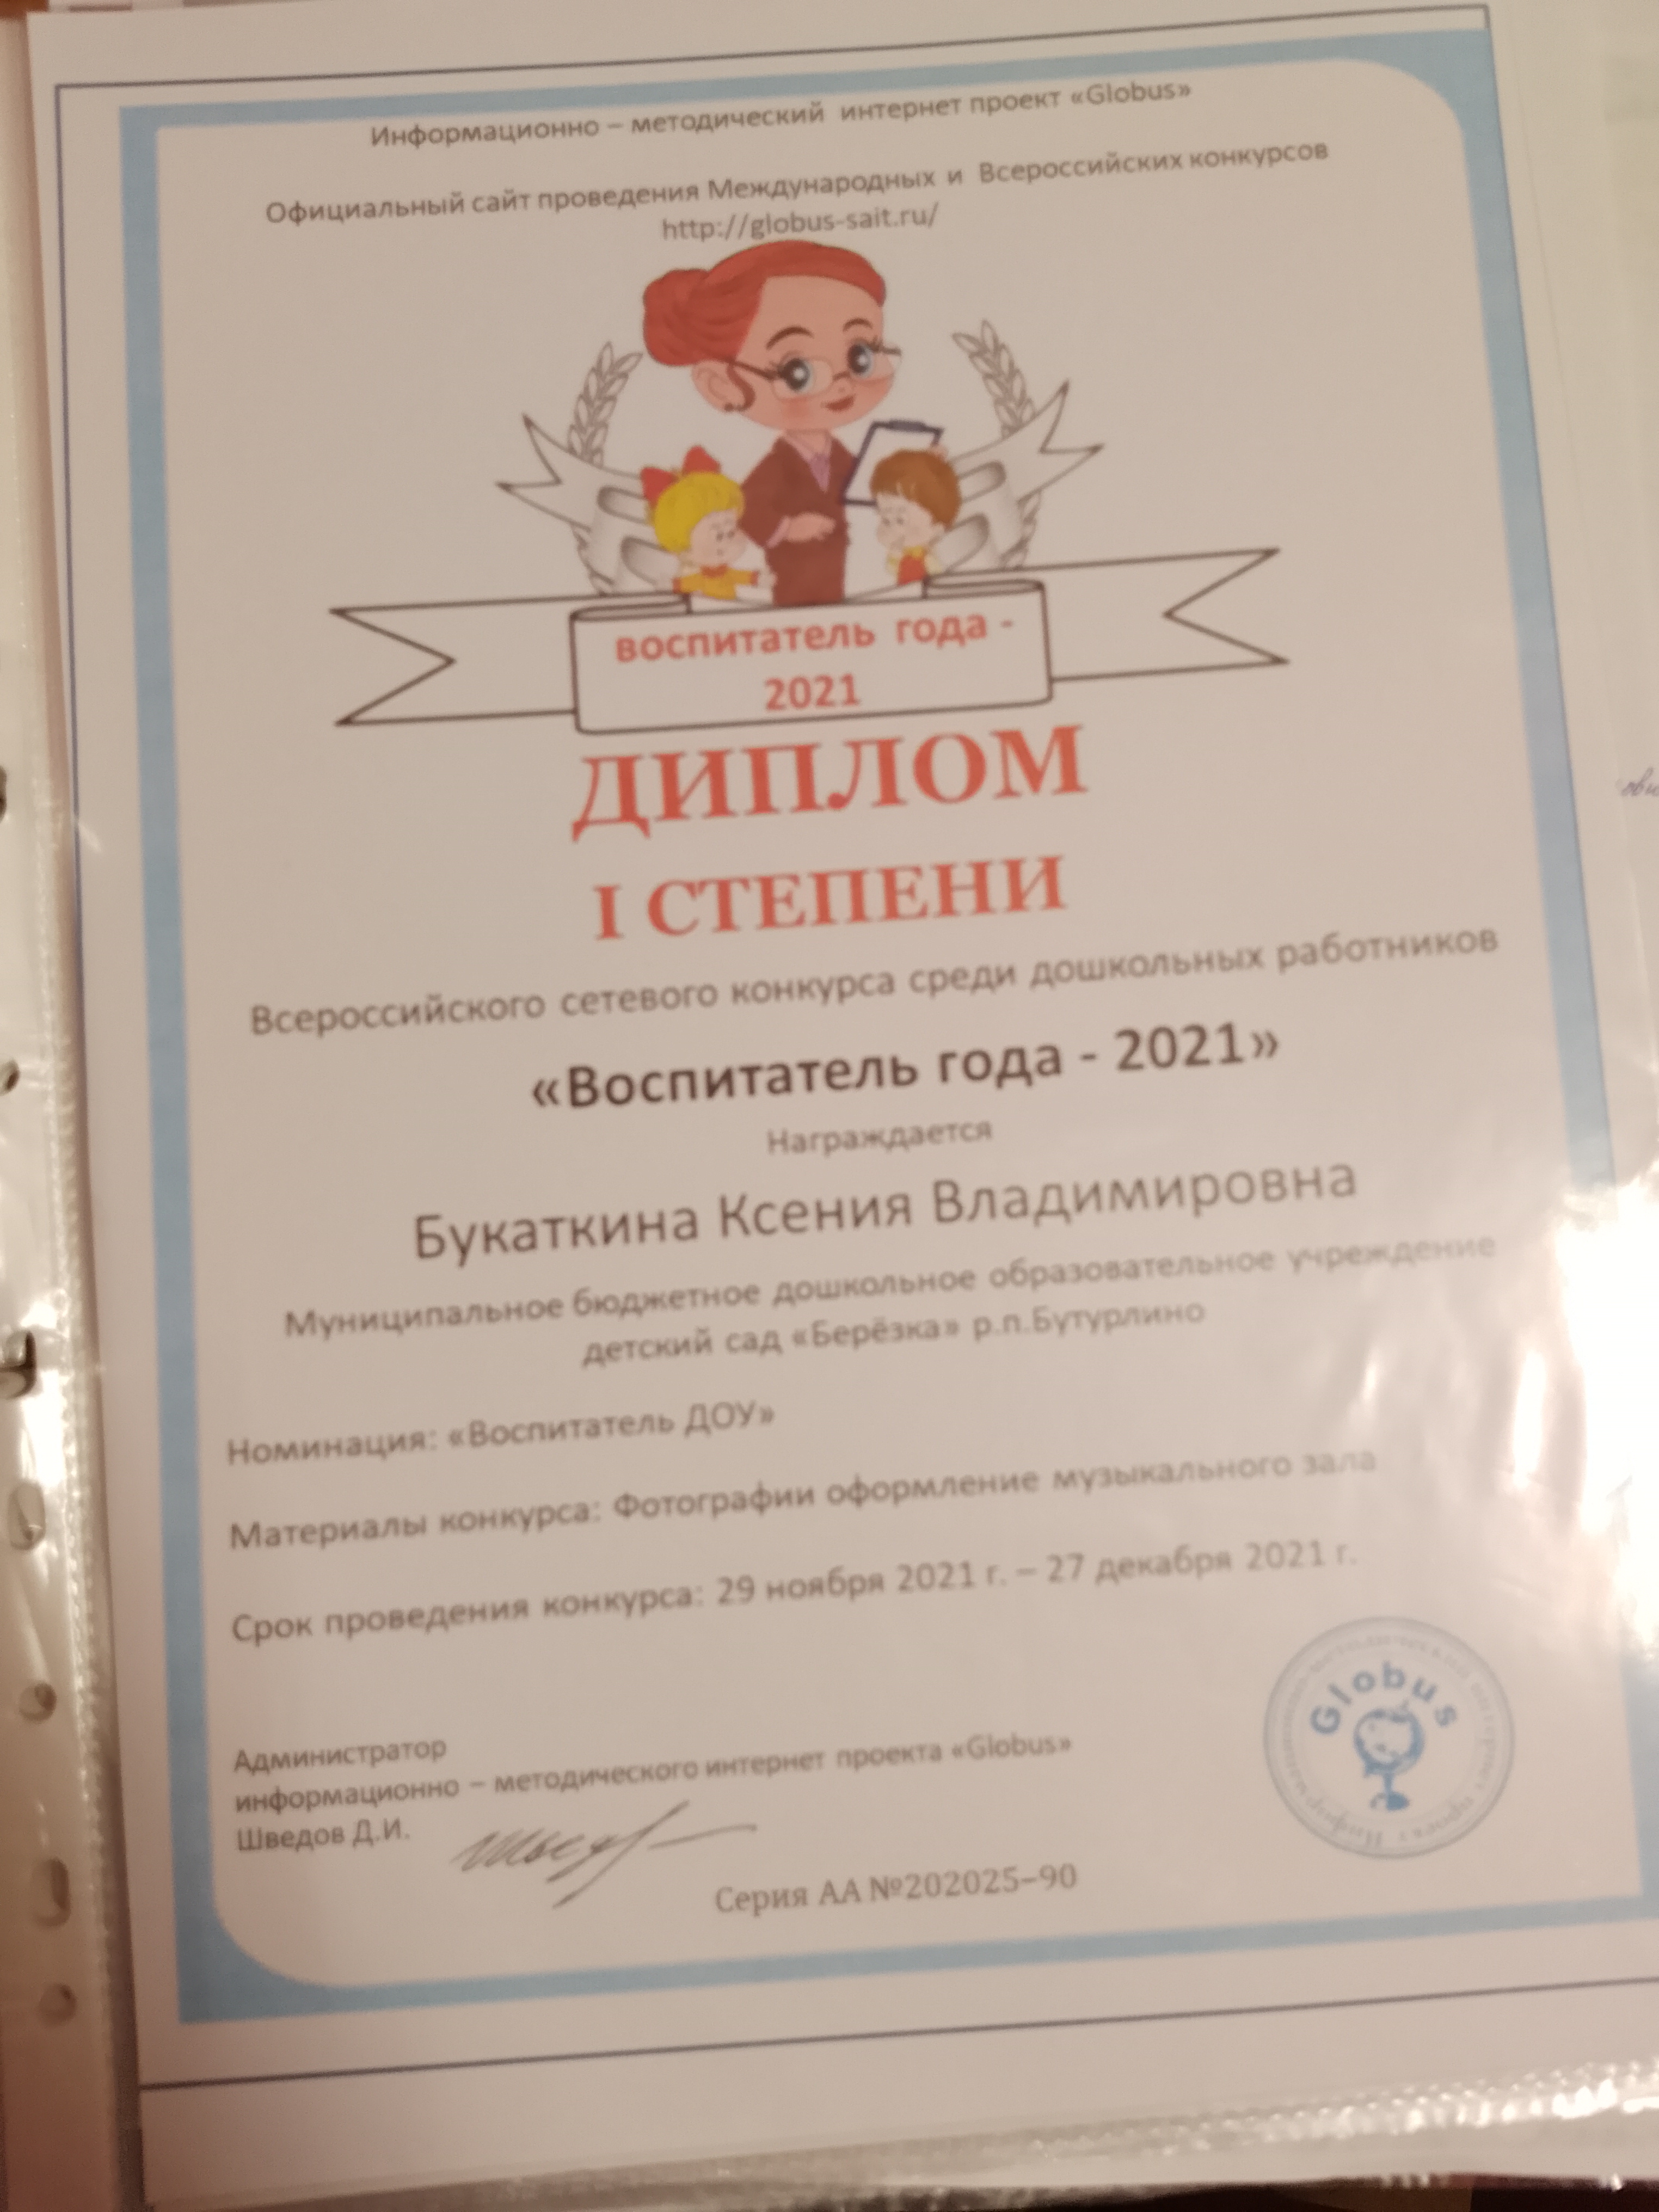 Информационно – методический интернет проект «Globus»
Официальный сайт проведения Международных и Всероссийских конкурсов
http://globus-sait.ru/
воспитатель года -
2021
ДИПЛОМ
I СТЕПЕНИ
Всероссийского сетевого конкурса среди дошкольных работников
«Воспитатель года - 2021»
Награждается
Букаткина Ксения Владимировна
Муниципальное бюджетное дошкольное образовательное учреждение
детский сад «Берёзка» р.п.Бутурлино
Номинация: «Воспитатель ДОУ»
Материалы конкурса: Фотографии оформление музыкального зала
Срок проведения конкурса: 29 ноября 2021 г. – 27 декабря 2021 г.
Администратор
информационно – методического интернет проекта «Globus»
Шведов Д.И.
Globus
Серия АА №202025–90